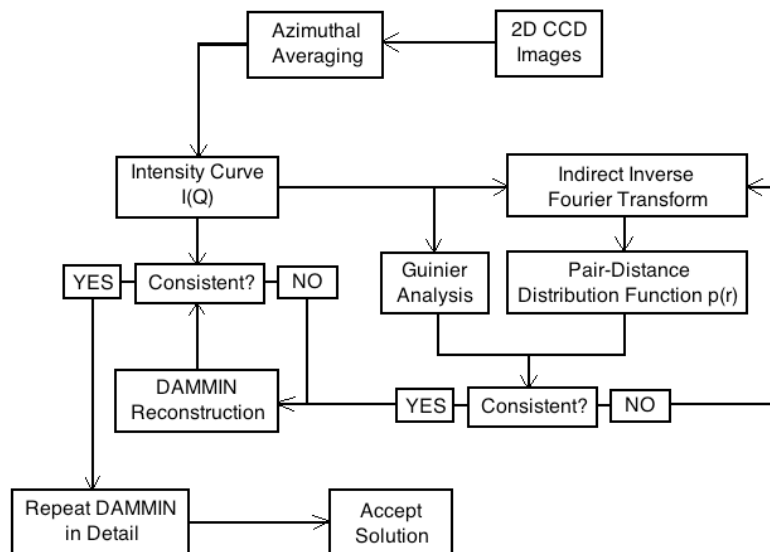 Azimuthal
Averaging
2D CCD
Images
Intensity Curve
I(Q)
Indirect Inverse
Fourier Transform
YES
Consistent?
NO
Guinier
Analysis
Pair-Distance
Distribution Function p(r)
DAMMIN
Reconstruction
YES
Consistent?
NO
Repeat DAMMIN
in Detail
Accept
Solution